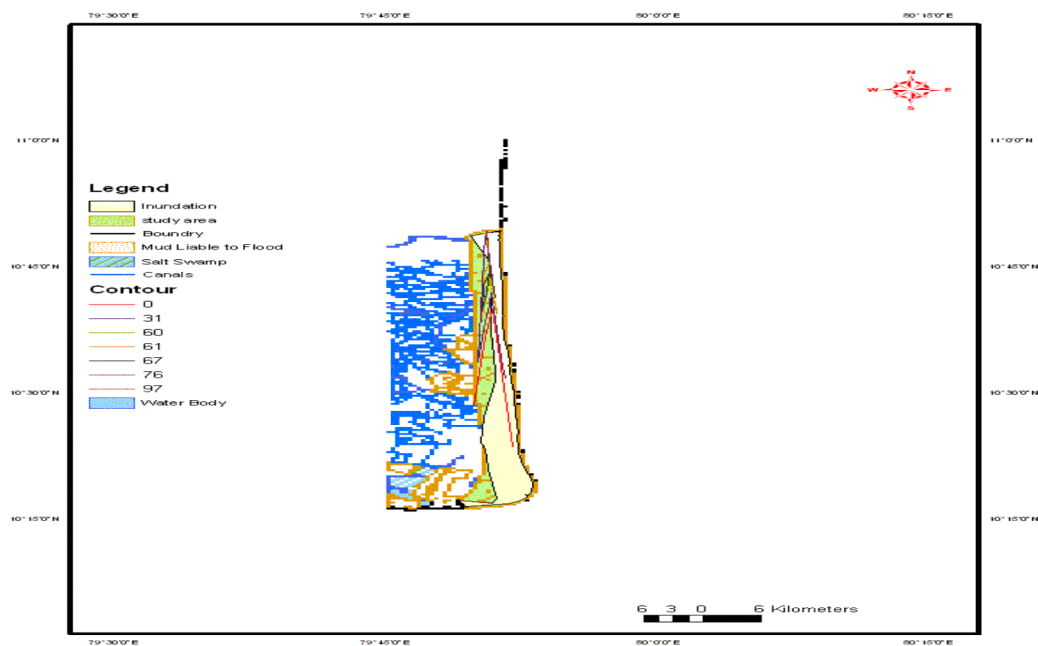 79°30'0"E 79°45'0"E 80°0'0"E 80°15'0"E
N
W E
S
11°0'0"N 11°0'0"N
Legend
Inundation
study area
Boundry
Mud Liable to Flood
Salt Swamp
Canals
10°45'0"N 10°45'0"N
Contour
0
31
60
61
67
76
97
Water Body
10°30'0"N 10°30'0"N
10°15'0"N 10°15'0"N
6 3 0 6 Kilometers
79°30'0"E 79°45'0"E 80°0'0"E 80°15'0"E